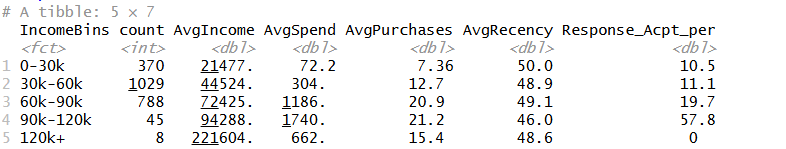 # A tibble: 5 × 7
IncomeBins count AvgIncome AvgSpend AvgPurchases AvgRecency Response_Acpt_per
<fct> <int> <dbl> <dbl> <dbl> <dbl> <dbl>
1 0-30k 370 21477. 72.2 7.36 50.0 10.5
2 30k-60k 1029 44524. 304. 12.7 48.9 11.1
3 60k-90k 788 72425. 1186. 20.9 49.1 19.7
4 90k-120k 45 94288. 1740. 21.2 46.0 57.8
5 120k+ 8 221604. 662. 15.4 48.6 0